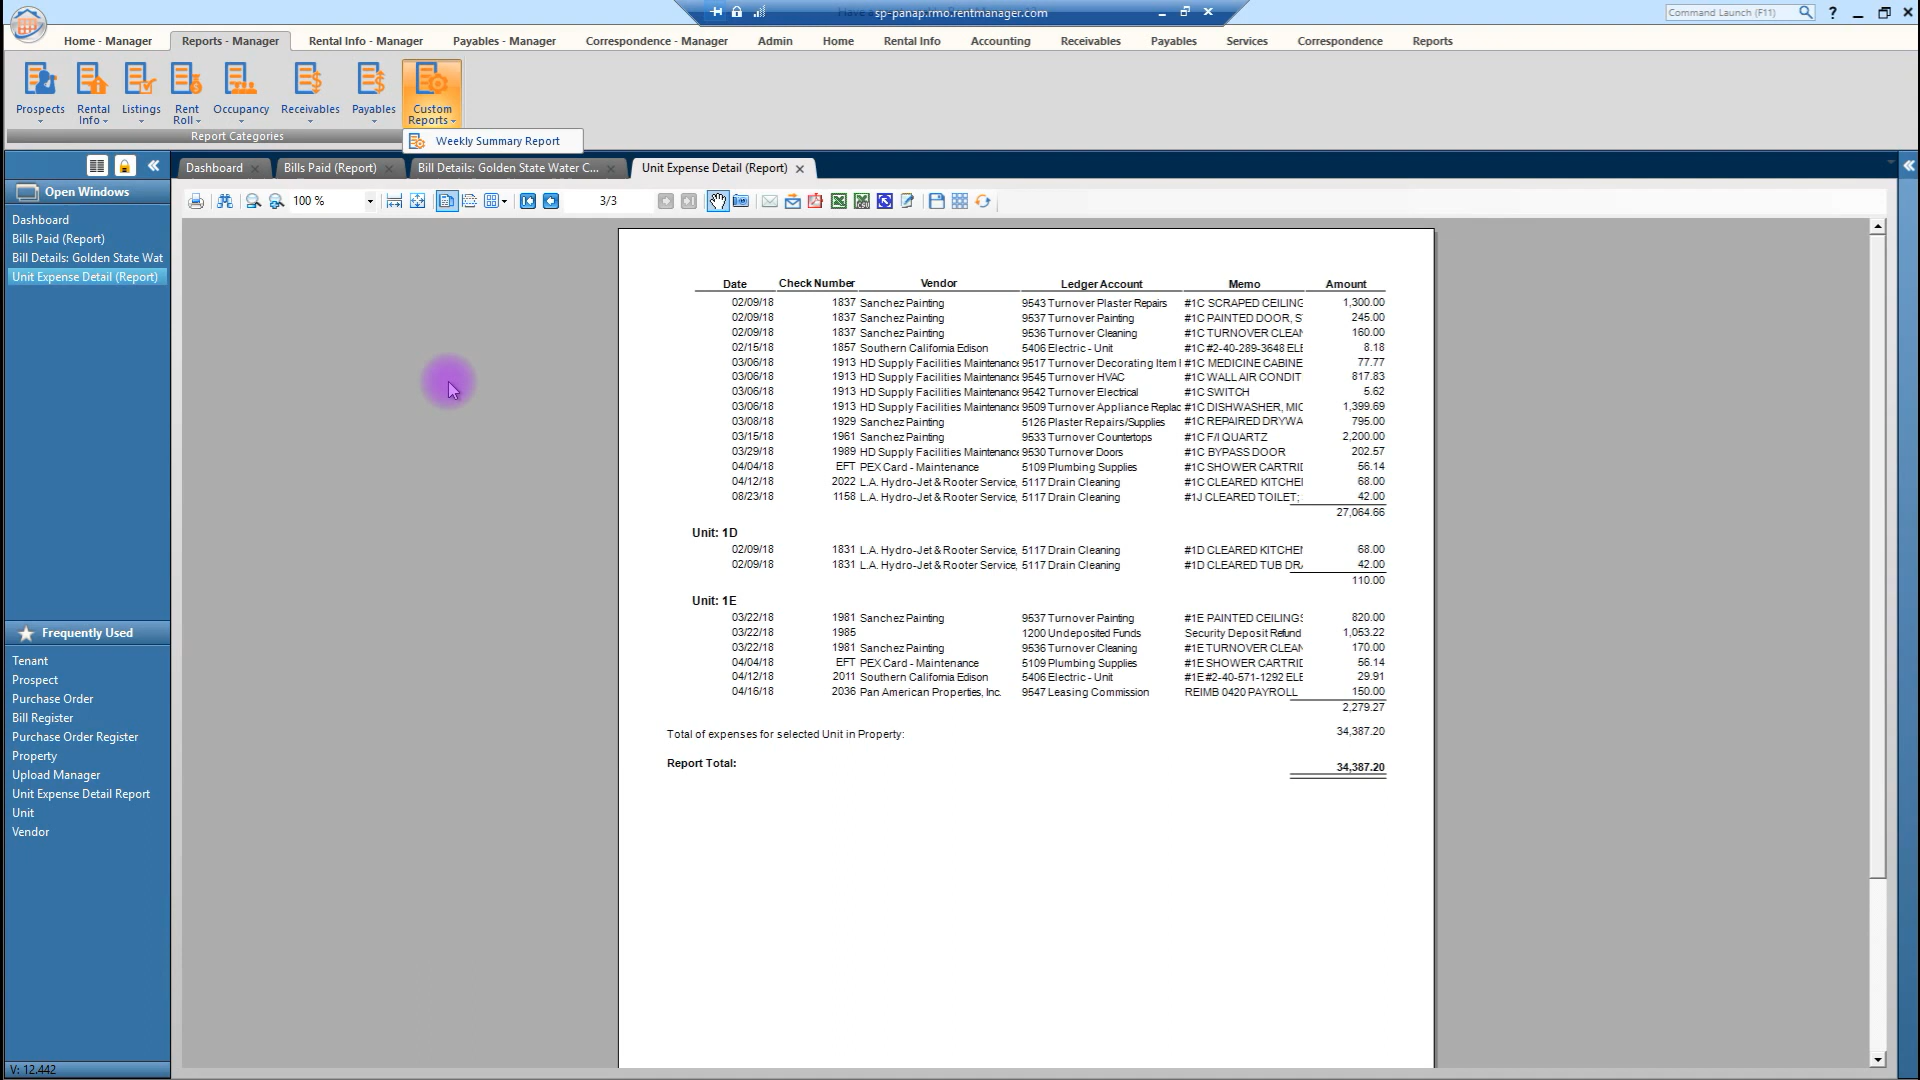 Have a
sp-panap.rmo.rentmanager.com
Command Launch (F11)
?
Home - Manager
Reports - Manager
Rental Info - Manager
Payables - Manager
Correspondence - Manager
Admin
Home
Rental Info
Accounting
Receivables
Payables
Services
Correspondence
Reports
Prospects
Rental Info
Listings
Rent Roll
Occupancy
Receivables
Payables
Custom Reports
Report Categories
Weekly Summary Report
Dashboard
Bills Paid (Report)
Bill Details: Golden State Water C...
Unit Expense Detail (Report)
100 %
3/3
Open Windows
Dashboard
Bills Paid (Report)
Bill Details: Golden State Wat
Unit Expense Detail (Report)
Frequently Used
Tenant
Prospect
Purchase Order
Bill Register
Purchase Order Register
Property
Upload Manager
Unit Expense Detail Report
Unit
Vendor
V: 12.442
Date Check Number Vendor Ledger Account Memo Amount
02/09/18 1837 Sanchez Painting 9543 Turnover Plaster Repairs #1C SCRAPED CEILING 1,300.00
02/09/18 1837 Sanchez Painting 9537 Turnover Painting #1C PAINTED DOOR, S 245.00
02/09/18 1837 Sanchez Painting 9536 Turnover Cleaning #1C TURNOVER CLEAN 160.00
02/15/18 1857 Southern California Edison 5406 Electric - Unit #1C #2-40-289-3648 ELE 8.18
03/06/18 1913 HD Supply Facilities Maintenance 9517 Turnover Decorating Item #1C MEDICINE CABINE 77.77
03/06/18 1913 HD Supply Facilities Maintenance 9545 Turnover HVAC #1C WALL AIR CONDIT 817.83
03/06/18 1913 HD Supply Facilities Maintenance 9542 Turnover Electrical #1C SWITCH 5.62
03/06/18 1913 HD Supply Facilities Maintenance 9509 Turnover Appliance Replac #1C DISHWASHER, MIC 1,399.69
03/08/18 1929 Sanchez Painting 5126 Plaster Repairs/Supplies #1C REPAIRED DRYWA 795.00
03/15/18 1961 Sanchez Painting 9533 Turnover Countertops #1C F/I QUARTZ 2,200.00
03/29/18 1989 HD Supply Facilities Maintenance 9530 Turnover Doors #1C BYPASS DOOR 202.57
04/04/18 EFT PEX Card - Maintenance 5109 Plumbing Supplies #1C SHOWER CARTRID 56.14
04/12/18 2022 L.A. Hydro-Jet & Rooter Service, 5117 Drain Cleaning #1C CLEARED KITCHEN 68.00
08/23/18 1158 L.A. Hydro-Jet & Rooter Service, 5117 Drain Cleaning #1J CLEARED TOILET; 42.00
27,064.66
Unit: 1D
02/09/18 1831 L.A. Hydro-Jet & Rooter Service, 5117 Drain Cleaning #1D CLEARED KITCHEN 68.00
02/09/18 1831 L.A. Hydro-Jet & Rooter Service, 5117 Drain Cleaning #1D CLEARED TUB DRA 42.00
110.00
Unit: 1E
03/22/18 1981 Sanchez Painting 9537 Turnover Painting #1E PAINTED CEILINGS 820.00
03/22/18 1985 1200 Undeposited Funds Security Deposit Refund 1,053.22
03/22/18 1981 Sanchez Painting 9536 Turnover Cleaning #1E TURNOVER CLEAN 170.00
04/04/18 EFT PEX Card - Maintenance 5109 Plumbing Supplies #1E SHOWER CARTRID 56.14
04/12/18 2011 Southern California Edison 5406 Electric - Unit #1E #2-40-571-1292 ELE 29.91
04/16/18 2036 Pan American Properties, Inc. 9547 Leasing Commission REIMB 0420 PAYROLL 150.00
2,279.27
Total of expenses for selected Unit in Property: 34,387.20
Report Total: 34,387.20